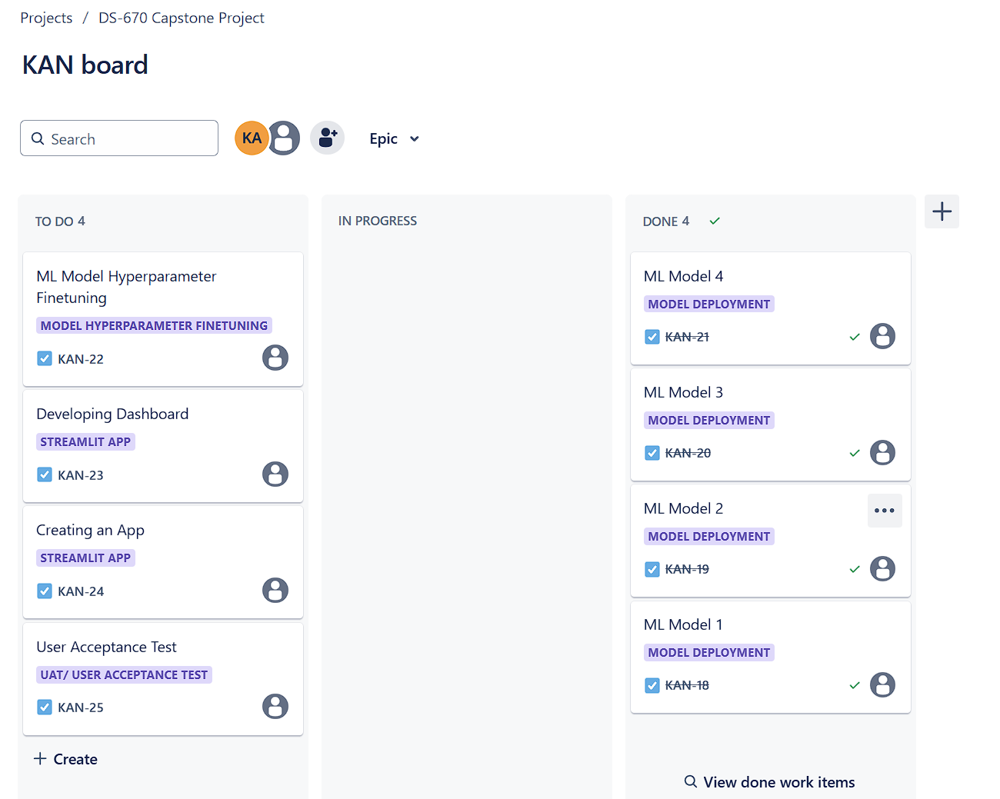 Projects / DS-670 Capstone Project
KAN board
Search
KA
Epic
TO DO 4
ML Model Hyperparameter
Finetuning
MODEL HYPERPARAMETER FINETUNING
KAN-22
Developing Dashboard
STREAMLIT APP
KAN-23
Creating an App
STREAMLIT APP
KAN-24
User Acceptance Test
UAT/ USER ACCEPTANCE TEST
KAN-25
+ Create
IN PROGRESS
DONE 4
ML Model 4
MODEL DEPLOYMENT
KAN-21
ML Model 3
MODEL DEPLOYMENT
KAN-20
ML Model 2
MODEL DEPLOYMENT
KAN-19
ML Model 1
MODEL DEPLOYMENT
KAN-18
View done work items